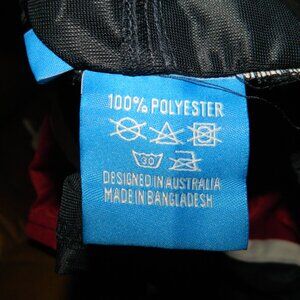 100% POLYESTER
30
DESIGNED IN AUSTRALIA
MADE IN BANGLADESH